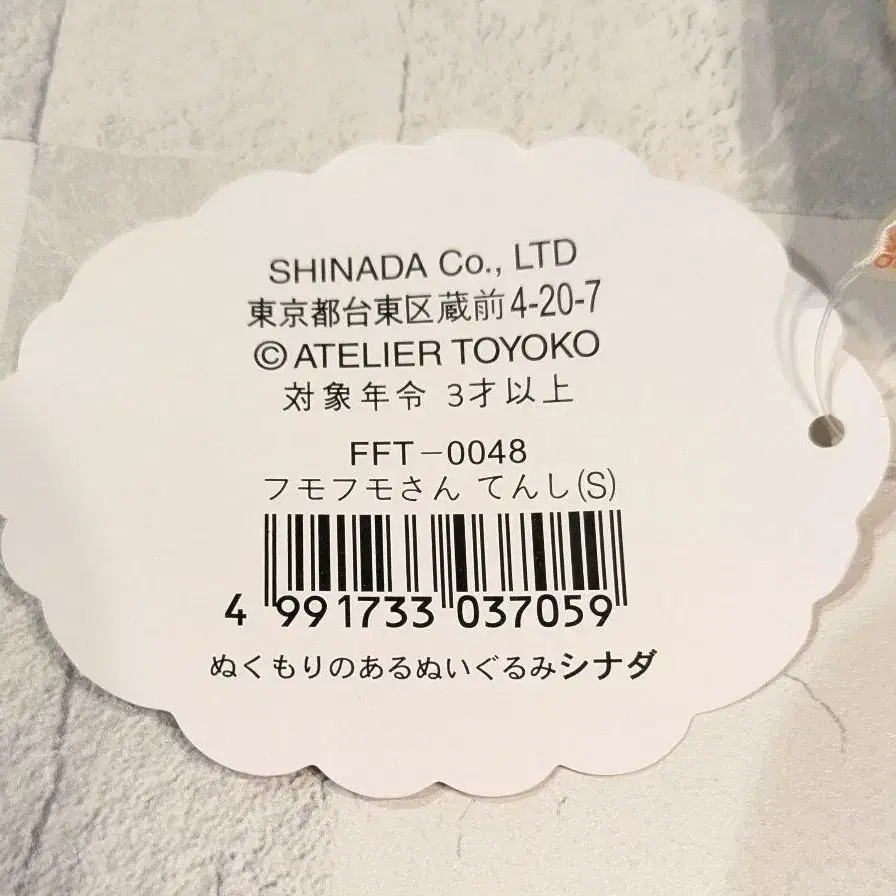 SHINADA Co., LTD
東京都台東区蔵前4-20-7
© ATELIER TOYOKO
対象年令 3才以上
FFT-0048
フモフモさん てんし(S)
4 991733 037059
ぬくもりのあるぬいぐるみシナダ